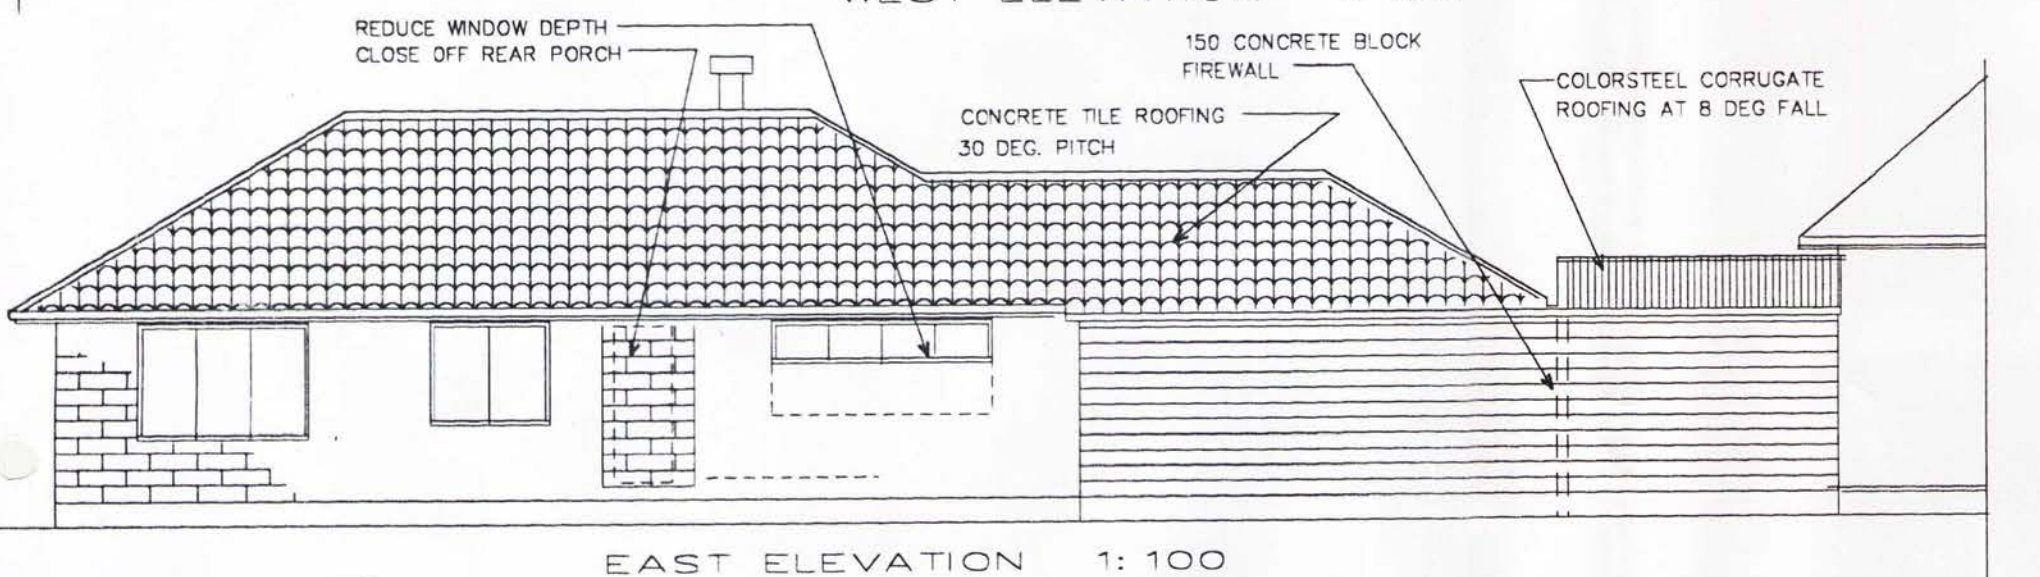 REDUCE WINDOW DEPTH
CLOSE OFF REAR PORCH
150 CONCRETE BLOCK
FIREWALL
CONCRETE TILE ROOFING
30 DEG. PITCH
COLORSTEEL CORRUGATE
ROOFING AT 8 DEG FALL
EAST ELEVATION 1:100